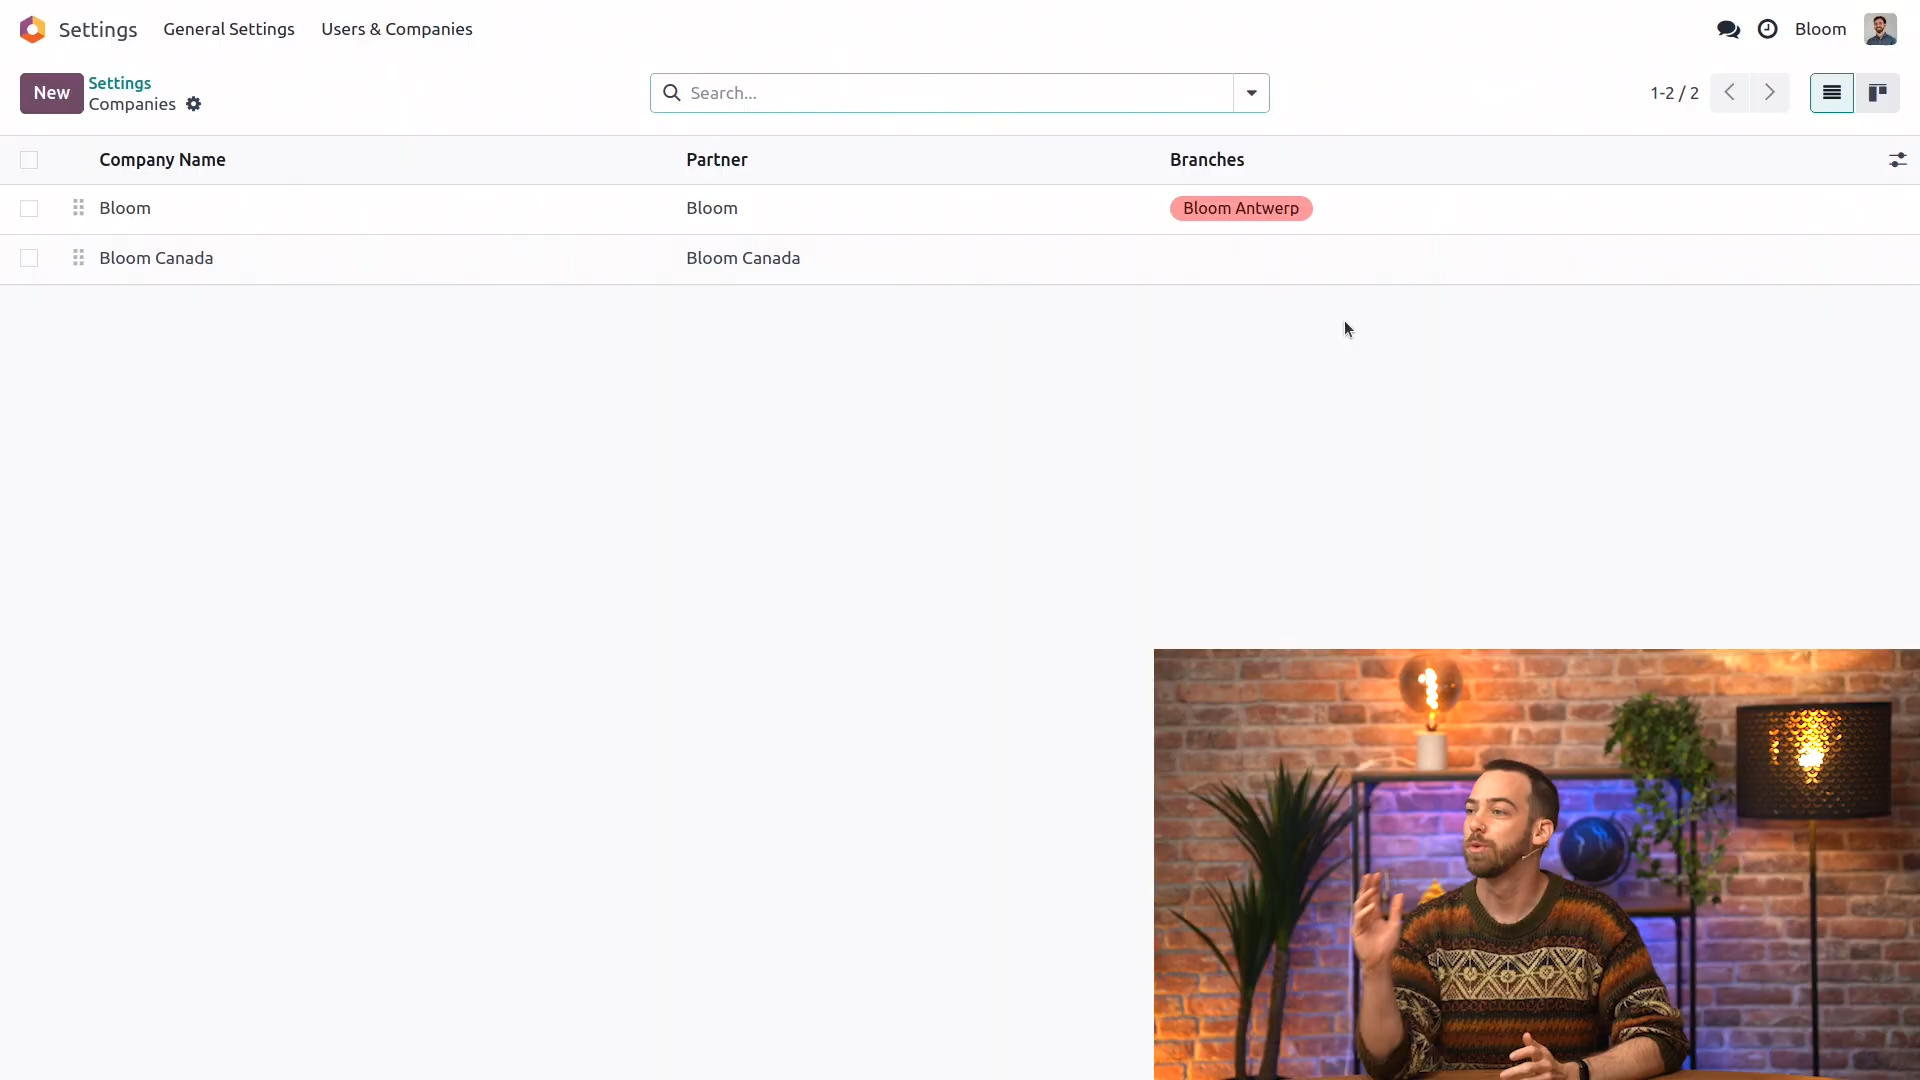 Settings General Settings Users & Companies Bloom
New Settings Search... 1-2 / 2
Companies
Company Name Partner Branches
Bloom Bloom Bloom Antwerp
Bloom Canada Bloom Canada